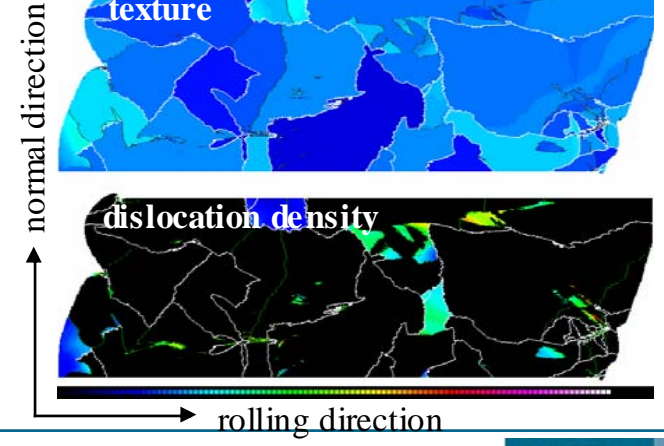 texture
normal direction
dislocation density
rolling direction